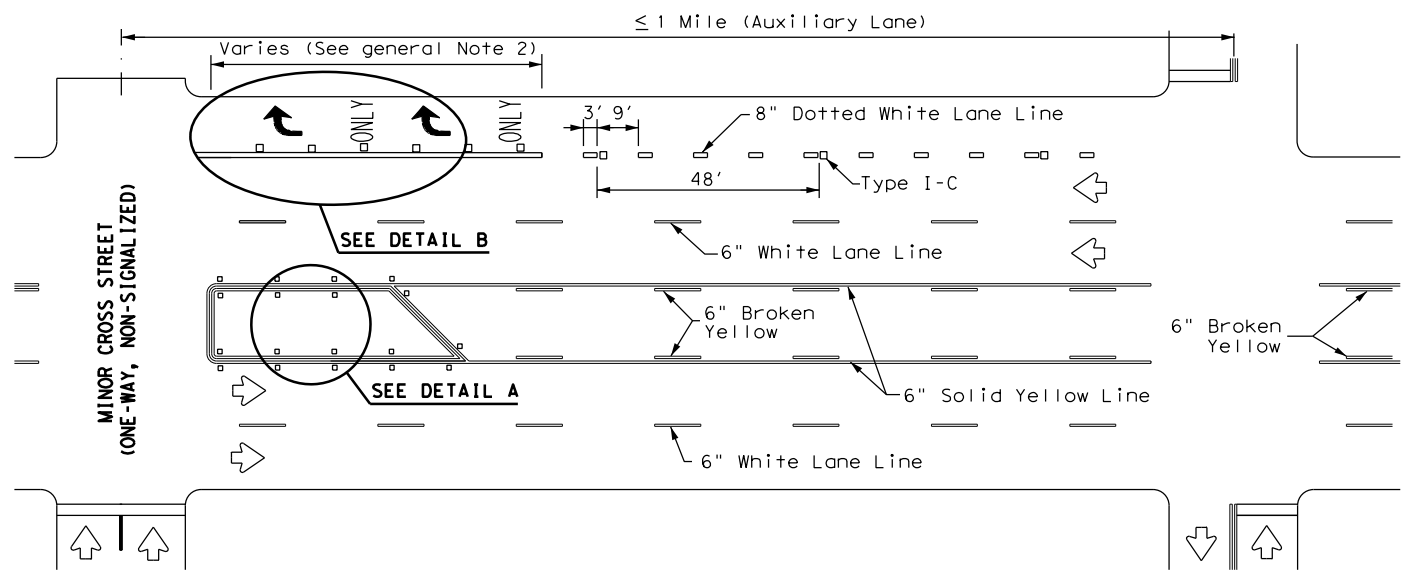 ≤ 1 Mile (Auxiliary Lane)
Varies (See general Note 2)
ONLY
ONLY
3' 9'
8" Dotted White Lane Line
48'
Type I-C
SEE DETAIL B
6" White Lane Line
MINOR CROSS STREET
(ONE-WAY, NON-SIGNALIZED)
6" Broken
Yellow
6" Broken
Yellow
SEE DETAIL A
6" Solid Yellow Line
6" White Lane Line